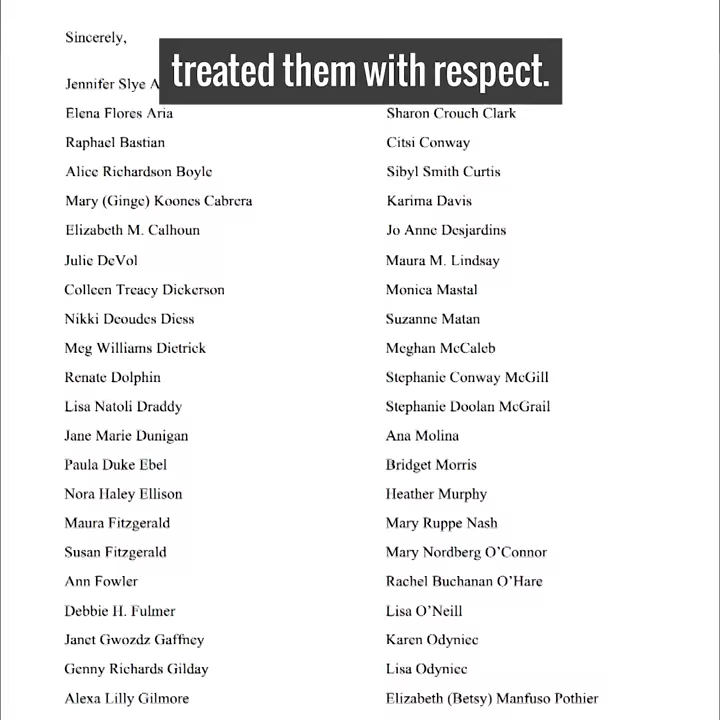 Sincerely,
treated them with respect.
Jennifer Slye
Elena Flores Aria
Raphael Bastian
Alice Richardson Boyle
Mary (Ginge) Koones Cabrera
Elizabeth M. Calhoun
Julie DeVol
Colleen Treacy Dickerson
Nikki Deoudes Diess
Meg Williams Dietrick
Renate Dolphin
Lisa Natoli Draddy
Jane Marie Dunigan
Paula Duke Ebel
Nora Haley Ellison
Maura Fitzgerald
Susan Fitzgerald
Ann Fowler
Debbie H. Fulmer
Janet Gwozdz Gaffney
Genny Richards Gilday
Alexa Lilly Gilmore
Sharon Crouch Clark
Citsi Conway
Sibyl Smith Curtis
Karima Davis
Jo Anne Desjardins
Maura M. Lindsay
Monica Mastal
Suzanne Matan
Meghan McCaleb
Stephanie Conway McGill
Stephanie Doolan McGrail
Ana Molina
Bridget Morris
Heather Murphy
Mary Ruppe Nash
Mary Nordberg O'Connor
Rachel Buchanan O'Hare
Lisa O'Neill
Karen Odyniec
Lisa Odyniec
Elizabeth (Betsy) Manfuso Pothier